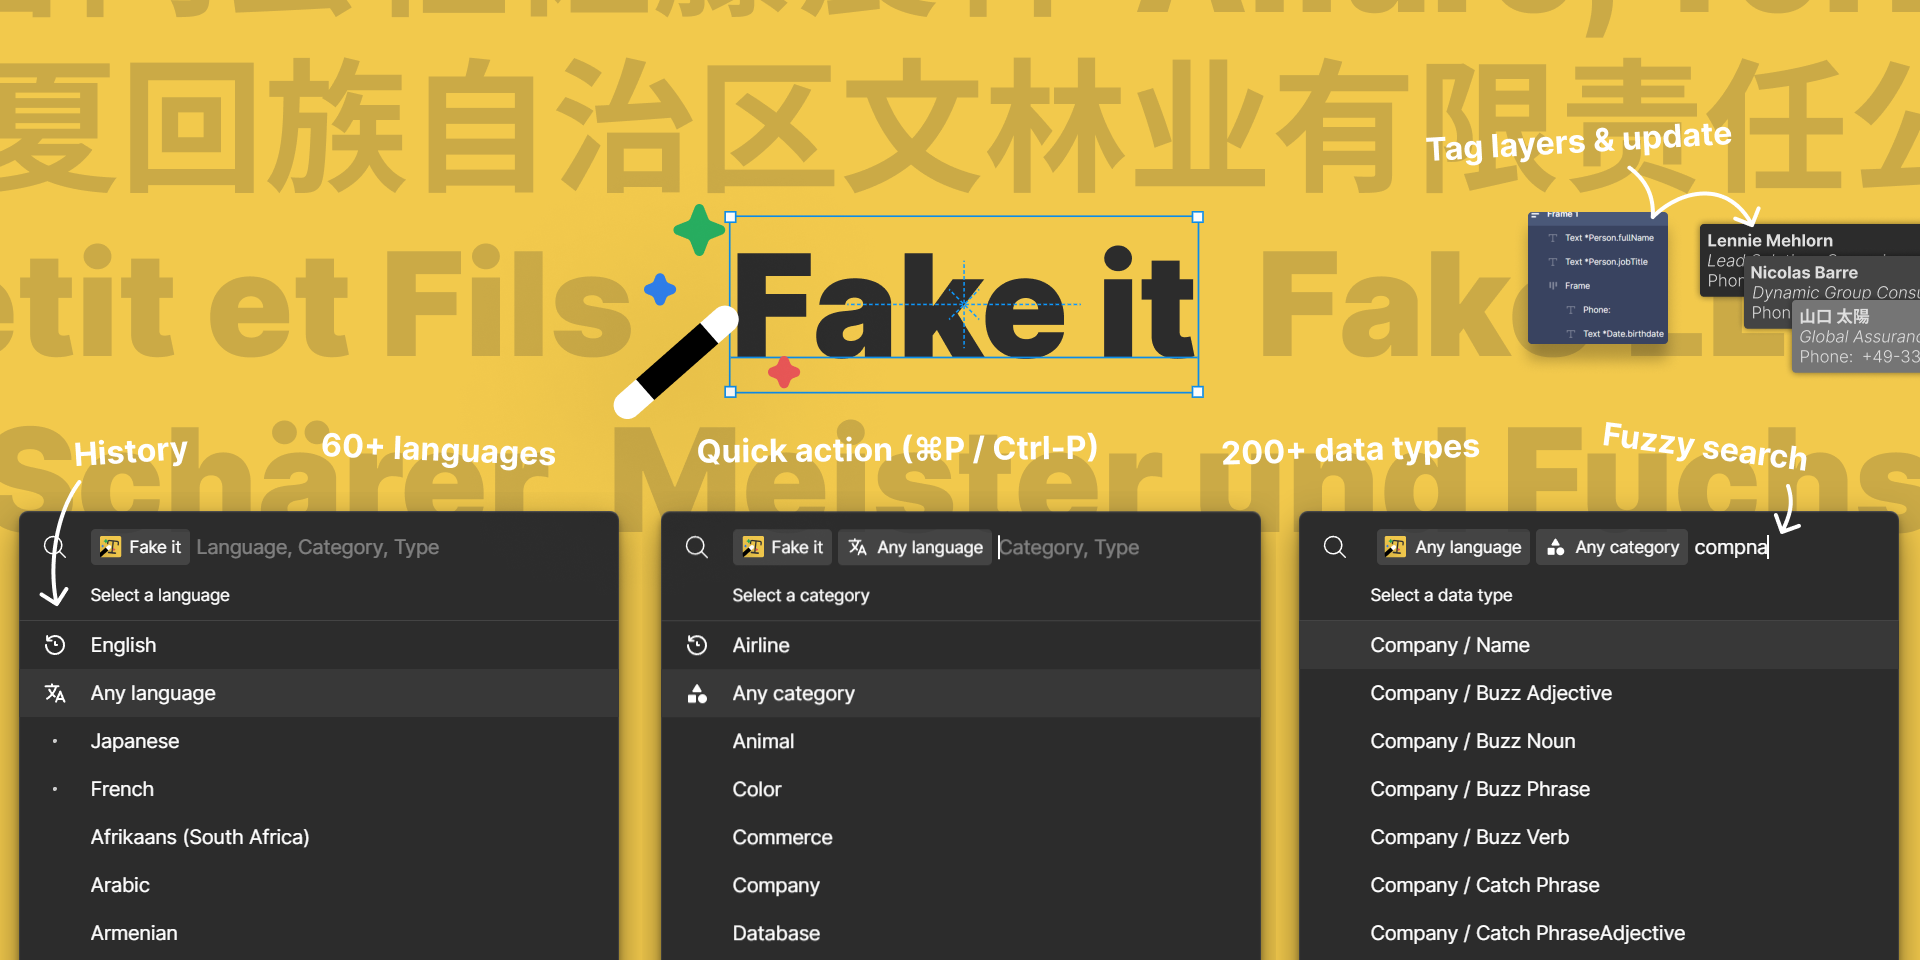 夏回族自治区文林业有限责任公
Tag layers & update
Frame 1
Text *Person.fullName
Text *Person.jobTitle
Frame
Phone:
Text *Date.birthdate
Lennie Mehlorn
Lead
Phon
Nicolas Barre
Dynamic Group Consu
Phon
山口 太陽
Global Assuranc
Phone: +49-33
etit et Fils
Fake it
Fake
Schärer Meister und Fuchs
History
60+ languages
Quick action (⌘P / Ctrl-P)
200+ data types
Fuzzy search
Fake it Language, Category, Type
Select a language
English
Any language
Japanese
French
Afrikaans (South Africa)
Arabic
Armenian
Fake it Any language Category, Type
Select a category
Airline
Any category
Animal
Color
Commerce
Company
Database
Any language Any category compna
Select a data type
Company / Name
Company / Buzz Adjective
Company / Buzz Noun
Company / Buzz Phrase
Company / Buzz Verb
Company / Catch Phrase
Company / Catch PhraseAdjective